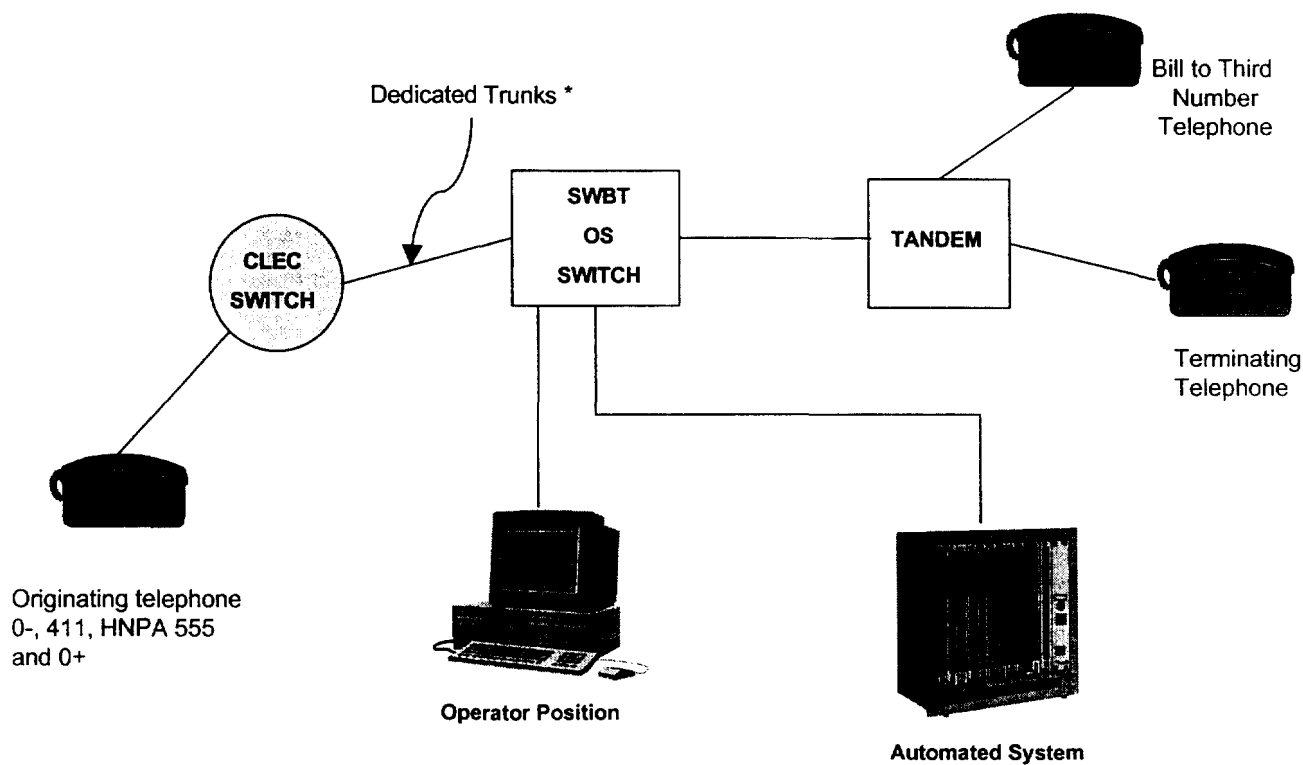 Dedicated Trunks *
Bill to Third
Number
Telephone
SWBT
OS
SWITCH
TANDEM
CLEC
SWITCH
Terminating
Telephone
Originating telephone
0-, 411, HNPA 555
and 0+
Operator Position
Automated System